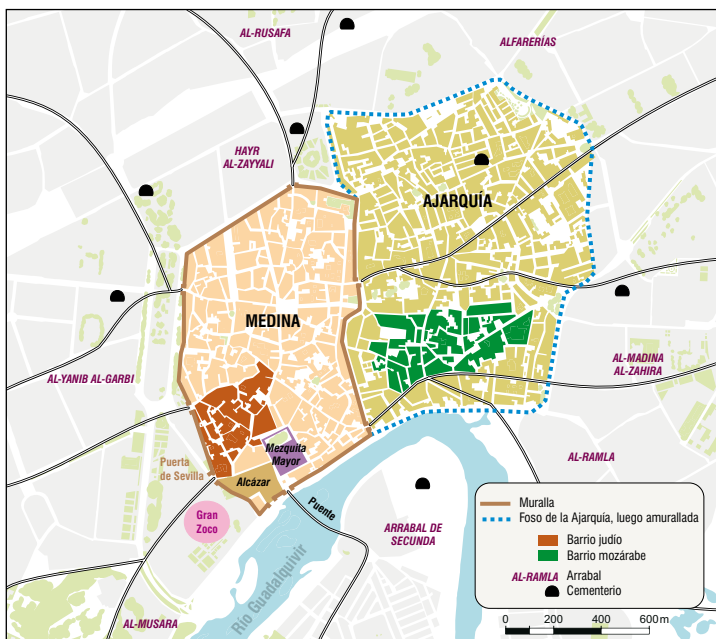 AL-RUSAFA
ALFARERÍAS
HAYR
AL-ZAYYALI
AJARQUÍA
MEDINA
AL-YANIB AL-GARBI
AL-MADINA
AL-ZAHIRA
Mezquita
Mayor
Puerta
de Sevilla
Alcázar
AL-RAMLA
Gran
Zoco
Puente
ARRABAL DE
SECUNDA
Río Guadalquivir
AL-MUSARA
Muralla
Foso de la Ajarquía, luego amurallada
Barrio judío
Barrio mozárabe
AL-RAMLA Arrabal
Cementerio
0 200 400 600 m